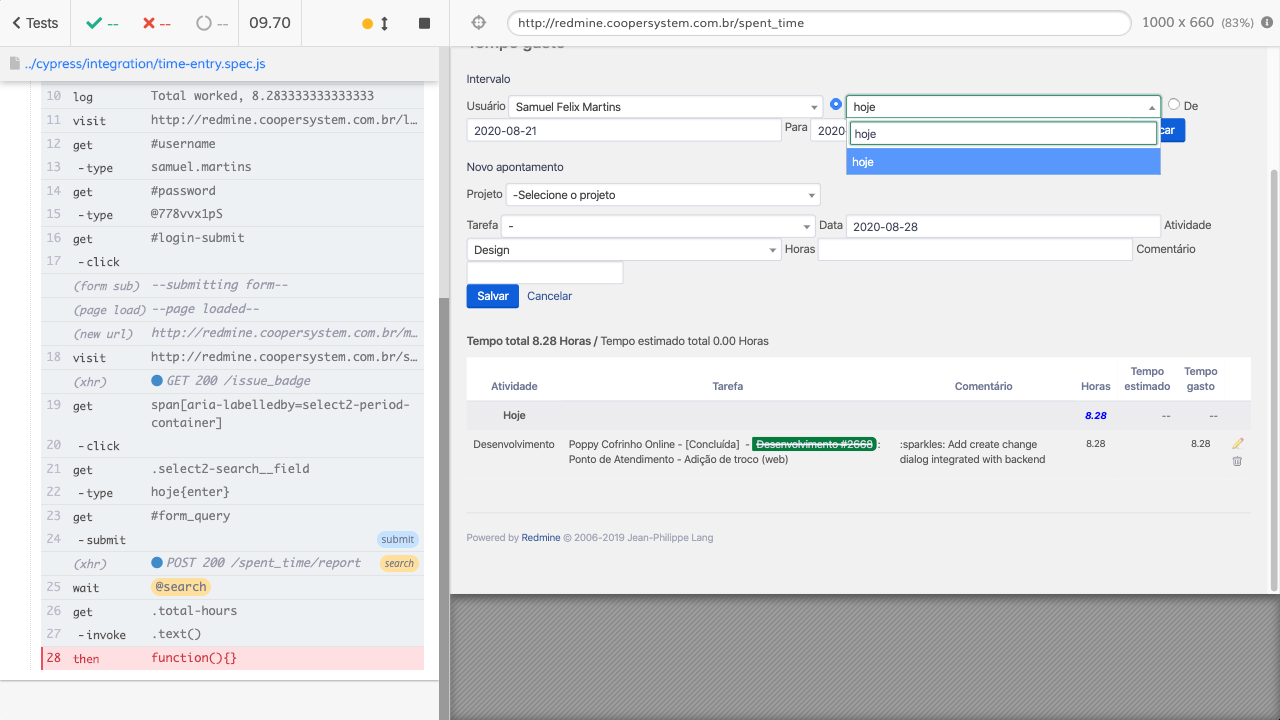 Tests
--
--
--
09.70
http://redmine.coopersystem.com.br/spent_time
1000 x 660 (83%)
../cypress/integration/time-entry.spec.js
10 log Total worked, 8.283333333333333
11 visit http://redmine.coopersystem.com.br/l…
12 get #username
13 -type samuel.martins
14 get #password
15 -type @778vvx1pS
16 get #login-submit
17 -click
(form sub) --submitting form--
(page load) --page loaded--
(new url) http://redmine.coopersystem.com.br/m…
18 visit http://redmine.coopersystem.com.br/s…
(xhr) GET 200 /issue_badge
19 get span[aria-labelledby=select2-period-
container]
20 -click
21 get .select2-search__field
22 -type hoje{enter}
23 get #form_query
24 -submit submit
(xhr) POST 200 /spent_time/report search
25 wait @search
26 get .total-hours
27 -invoke .text()
28 then function(){}
Tempo gasto
Intervalo
Usuário Samuel Felix Martins hoje De
2020-08-21 Para 2020- hoje car
hoje
Novo apontamento
Projeto -Selecione o projeto
Tarefa - Data 2020-08-28 Atividade
Design Horas Comentário
Salvar Cancelar
Tempo total 8.28 Horas / Tempo estimado total 0.00 Horas
Atividade Tarefa Comentário Horas Tempo estimado Tempo gasto
Hoje 8.28 -- --
Desenvolvimento Poppy Cofrinho Online - [Concluída] - Desenvolvimento #2668: :sparkles: Add create change 8.28 8.28
Ponto de Atendimento - Adição de troco (web) dialog integrated with backend
Powered by Redmine © 2006-2019 Jean-Philippe Lang